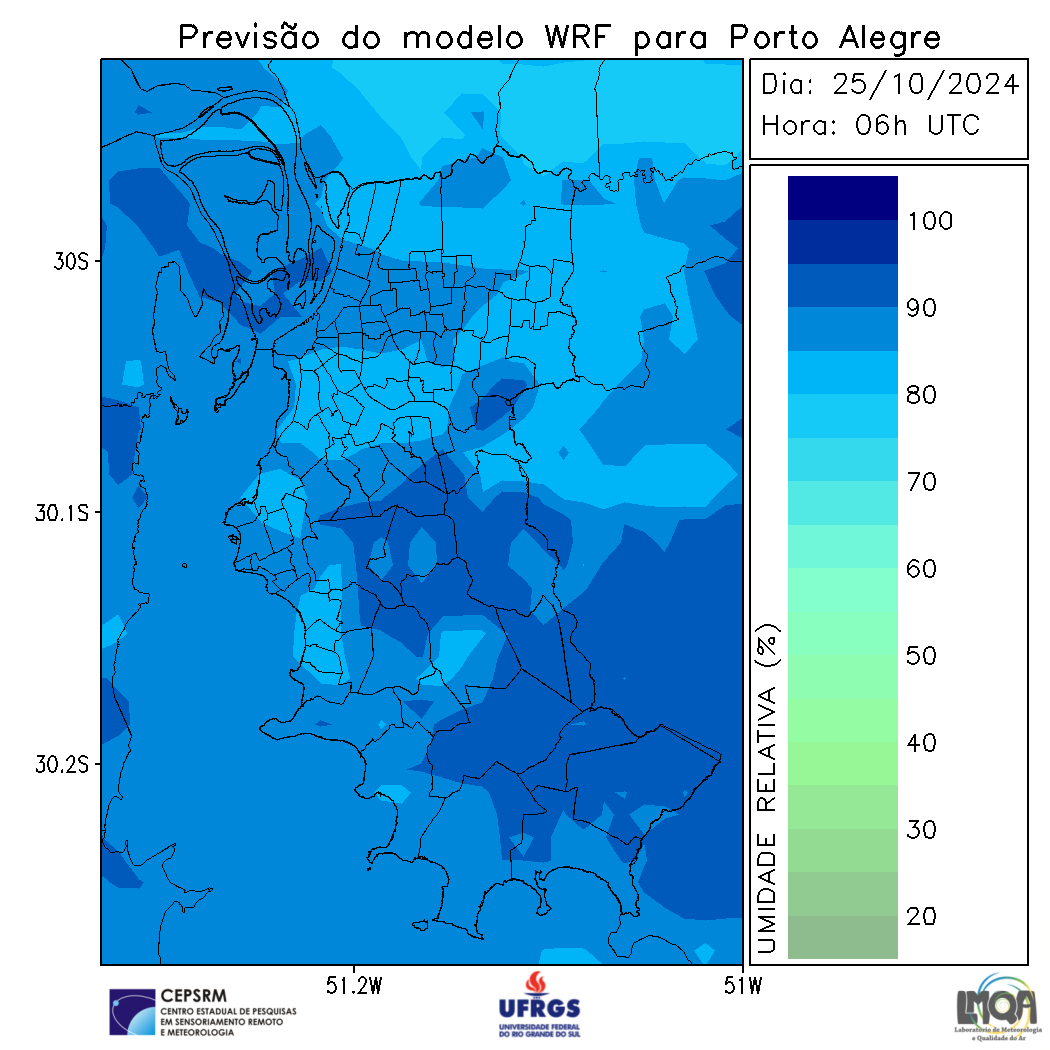 Previsão do modelo WRF para Porto Alegre
Dia: 25/10/2024
Hora: 06h UTC
30S
30.1S
30.2S
51.2W
51W
100
90
80
70
60
50
40
30
20
UMIDADE RELATIVA (%)
CEPSRM
CENTRO ESTADUAL DE PESQUISAS
EM SENSORIAMENTO REMOTO
E METEOROLOGIA
UFRGS
UNIVERSIDADE FEDERAL
DO RIO GRANDE DO SUL
LMQA
Laboratório de Meteorologia
e Qualidade do Ar